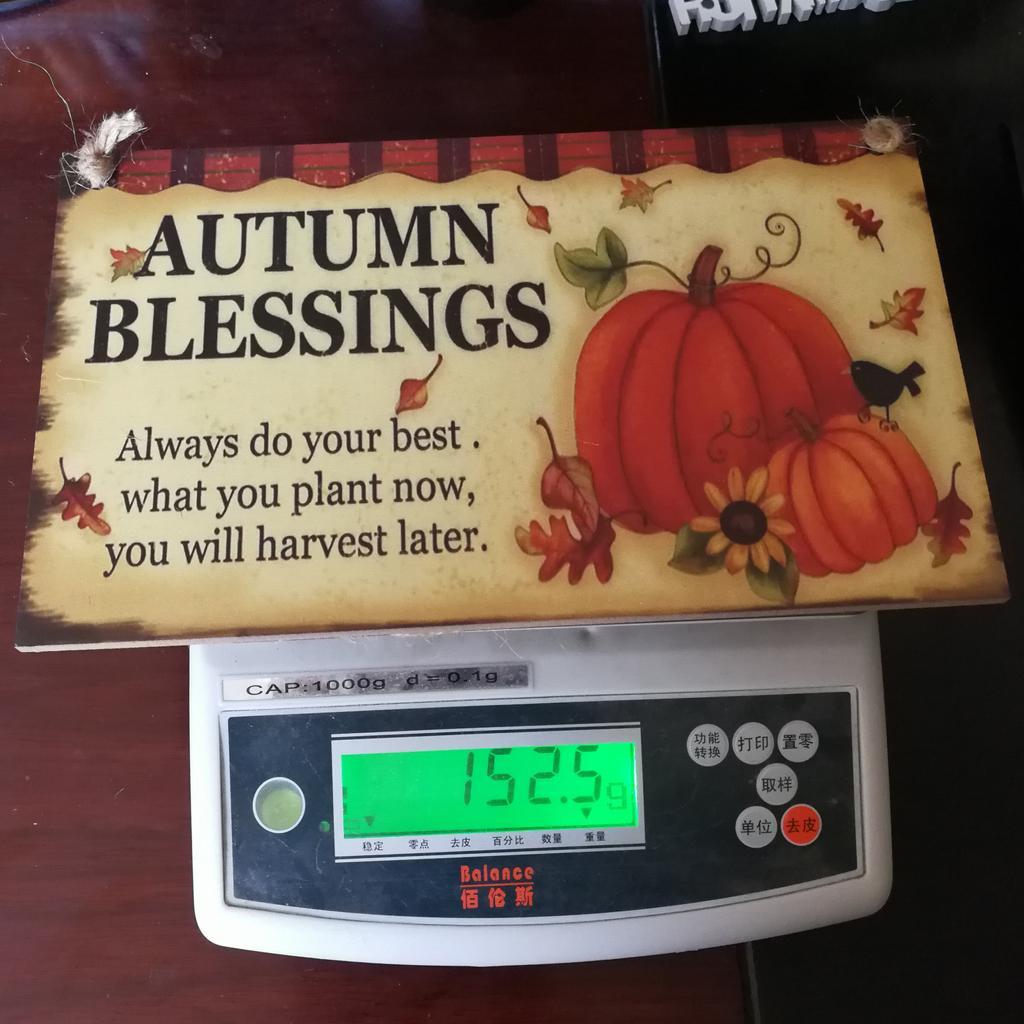 AUTUMN
BLESSINGS
Always do your best .
what you plant now,
you will harvest later.
CAP:1000g d=0.1g
152.5g
稳定 零点 去皮 百分比 数量 重量
功能转换 打印 置零
取样
单位 去皮
Balance
佰伦斯